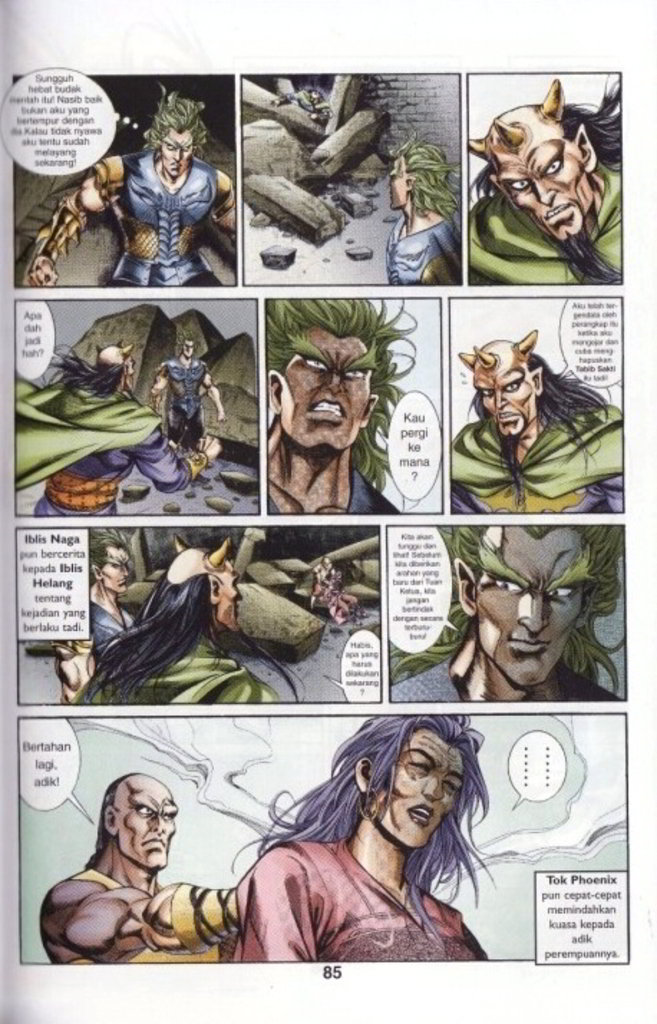 Sungguh
hebat budak
mentah itu! Nasib baik
bukan aku yang
bertempur dengan
dia. Kalau tidak nyawa
aku pun sudah
melayang
sekarang!
Apa
dah
jadi
hah?
Kau
pergi
ke
mana
?
Aku telah ter-
gendala oleh
perangkap itu
ketika aku
mengejar dan
cuba meng-
hapuskan
Tabib Sakti
itu tadi!
Iblis Naga
pun bercerita
kepada Iblis
Helang
tentang
kejadian yang
berlaku tadi.
Habis,
apa yang
harus
dilakukan
sekarang
?
Kita akan
tunggu dan
lihat! Sebelum
kita diberikan
arahan yang
baru dari Tuan
Ketua, kita
jangan
bertindak
dengan secara
terburu-
buru!
Bertahan
lagi,
adik!
Tok Phoenix
pun cepat-cepat
memindahkan
kuasa kepada
adik
perempuannya.
85